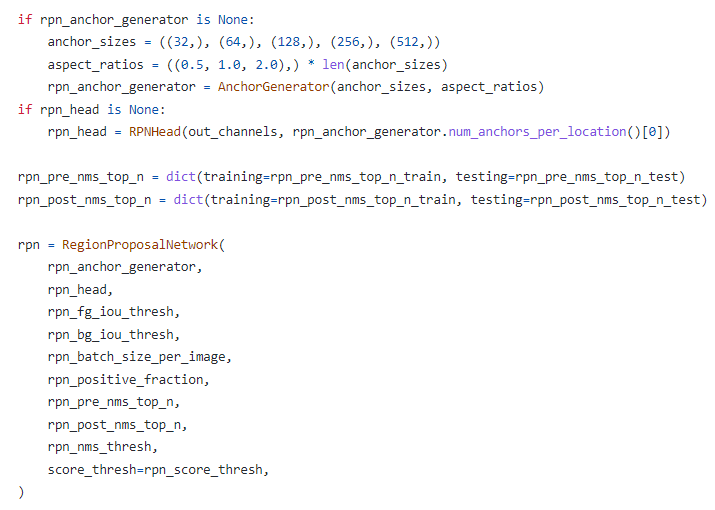 if rpn_anchor_generator is None:
    anchor_sizes = ((32,), (64,), (128,), (256,), (512,))
    aspect_ratios = ((0.5, 1.0, 2.0),) * len(anchor_sizes)
    rpn_anchor_generator = AnchorGenerator(anchor_sizes, aspect_ratios)
if rpn_head is None:
    rpn_head = RPNHead(out_channels, rpn_anchor_generator.num_anchors_per_location()[0])

rpn_pre_nms_top_n = dict(training=rpn_pre_nms_top_n_train, testing=rpn_pre_nms_top_n_test)
rpn_post_nms_top_n = dict(training=rpn_post_nms_top_n_train, testing=rpn_post_nms_top_n_test)

rpn = RegionProposalNetwork(
    rpn_anchor_generator,
    rpn_head,
    rpn_fg_iou_thresh,
    rpn_bg_iou_thresh,
    rpn_batch_size_per_image,
    rpn_positive_fraction,
    rpn_pre_nms_top_n,
    rpn_post_nms_top_n,
    rpn_nms_thresh,
    score_thresh=rpn_score_thresh,
)